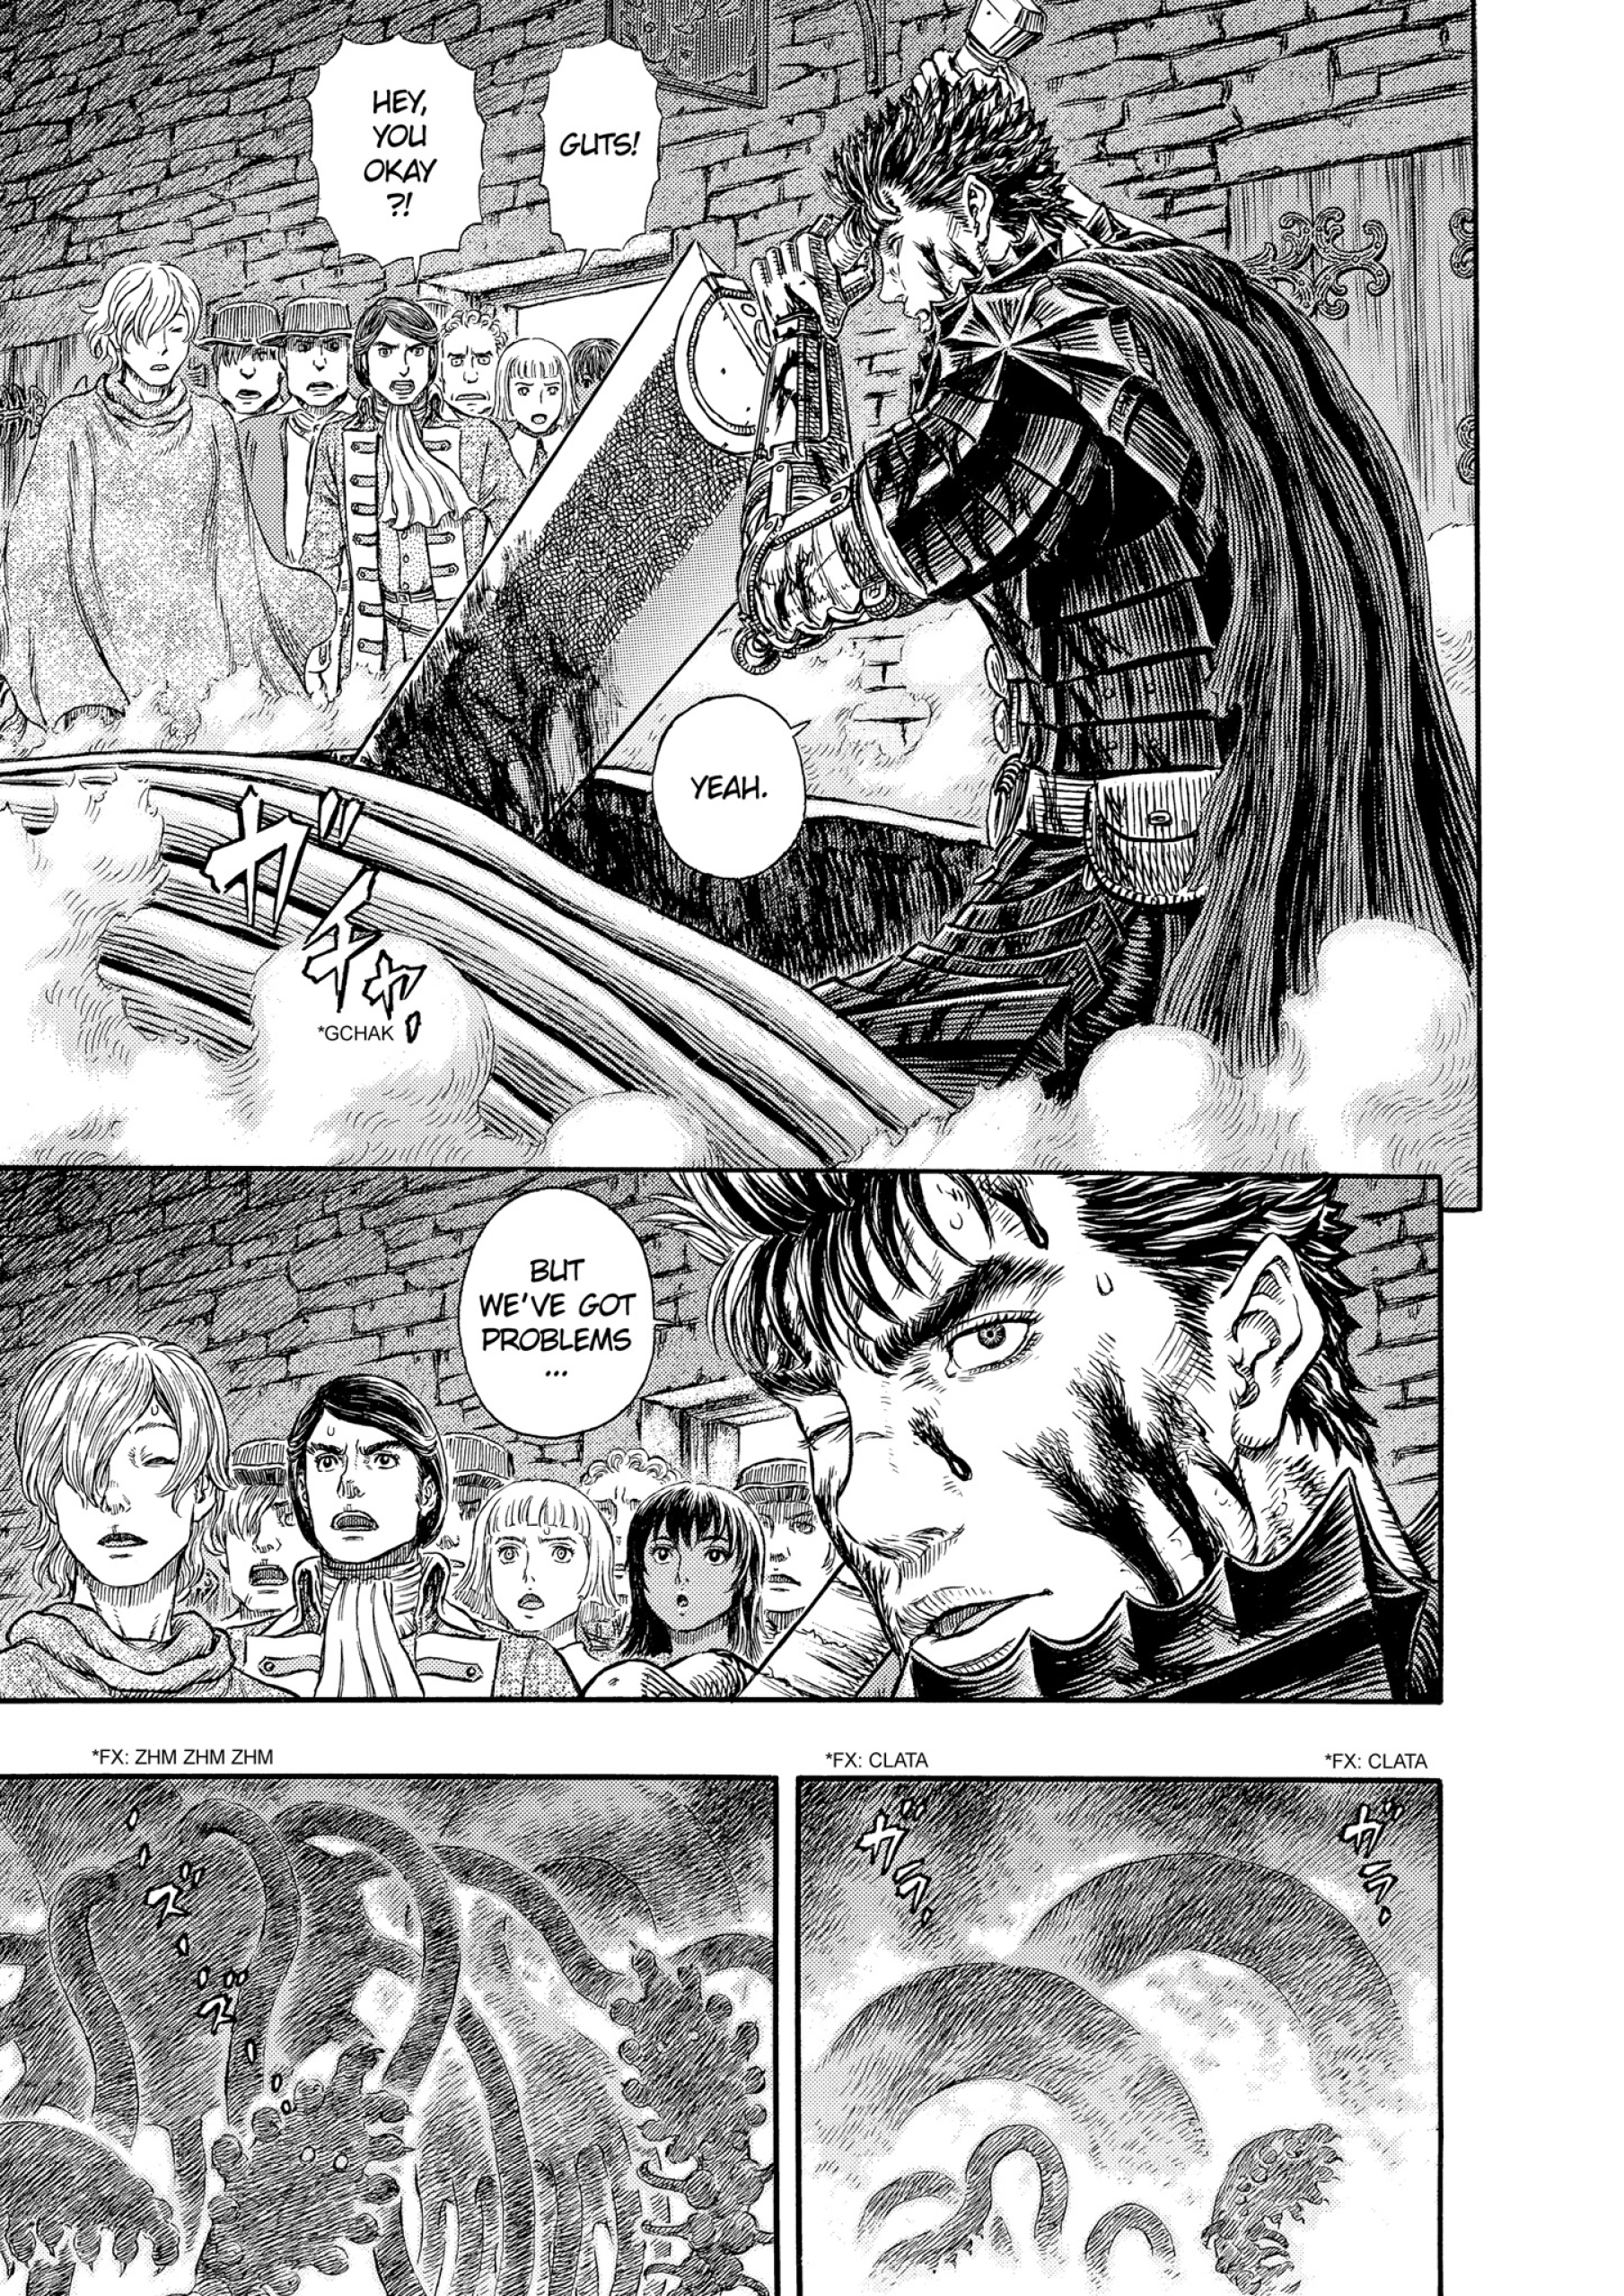 GUTS!
HEY,
YOU
OKAY
?!
YEAH.
ガチャ
*GCHAK
BUT
WE'VE GOT
PROBLEMS
...
*FX: CLATA
ガラ
*FX: CLATA
ガラ
*FX: ZHM ZHM ZHM
ズ
ズ